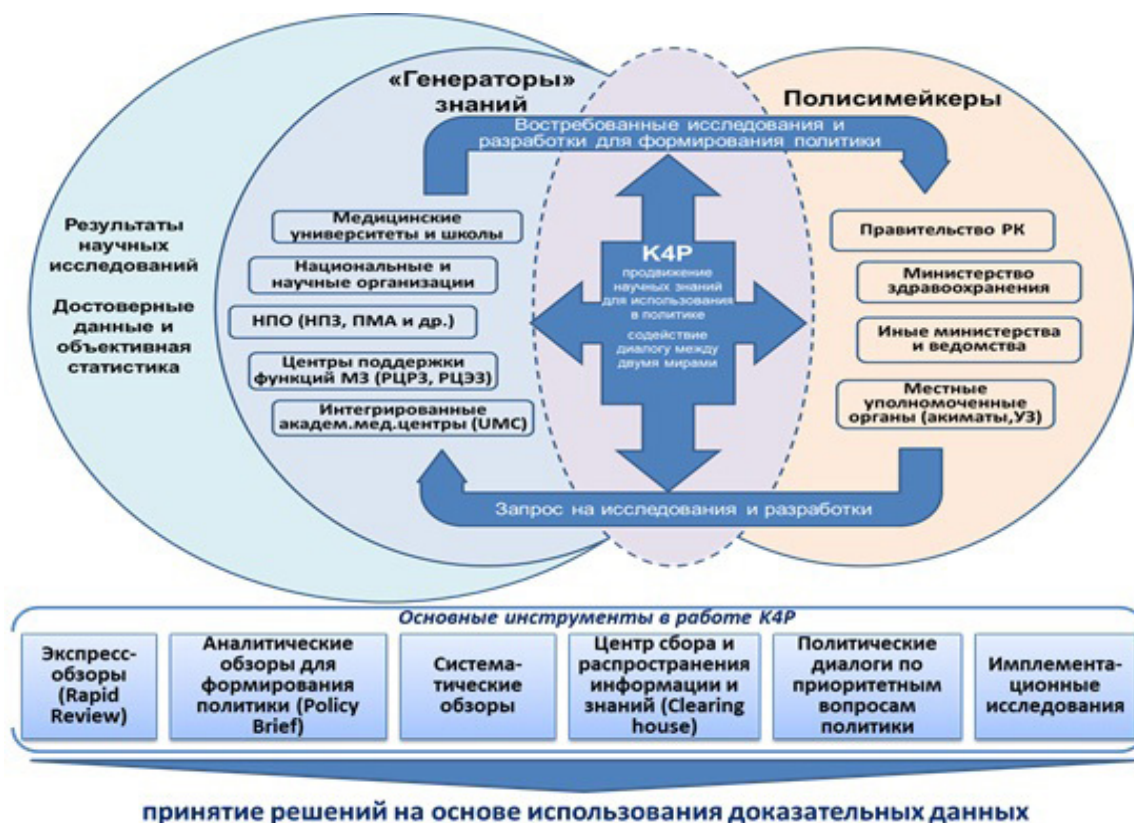 «Генераторы»
знаний
Полисимейкеры
Востребованные исследования и
разработки для формирования политики
Результаты
научных
исследований
Достоверные
данные и
объективная
статистика
Медицинские
университеты и школы
Национальные и
научные организации
НПО (НПЗ, ПМА и др.)
Центры поддержки
функций МЗ (РЦРЗ, РЦЭЗ)
Интегрированные
академ.мед.центры (UMC)
K4P
продвижение
научных знаний
для использования
в политике
содействие
диалогу между
двумя мирами
Правительство РК
Министерство
здравоохранения
Иные министерства
и ведомства
Местные
уполномоченные
органы (акиматы,УЗ)
Запрос на исследования и разработки
Основные инструменты в работе K4P
Экспресс-
обзоры
(Rapid
Review)
Аналитические
обзоры для
формирования
политики (Policy
Brief)
Система-
тические
обзоры
Центр сбора и
распространения
информации и
знаний (Clearing
house)
Политические
диалоги по
приоритетным
вопросам
политики
Имплемента-
ционные
исследования
принятие решений на основе использования доказательных данных